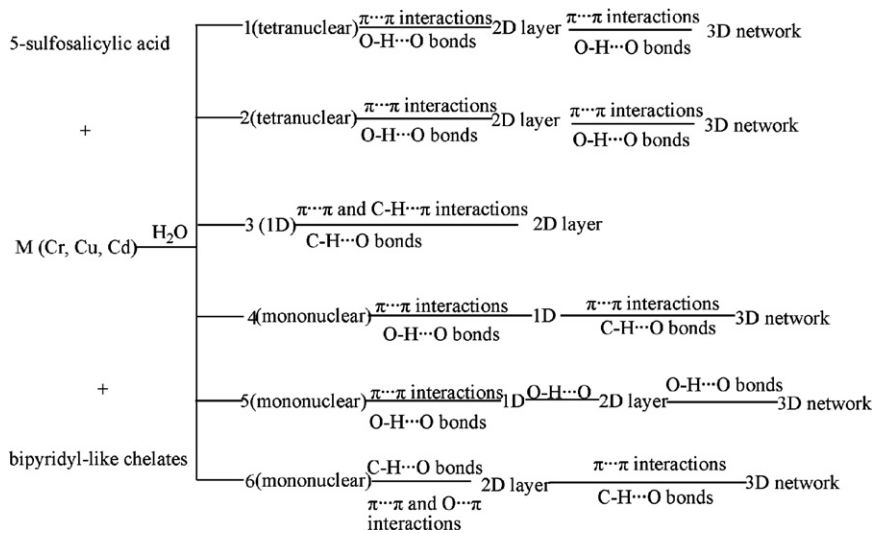 5-sulfosalicylic acid
+
M (Cr, Cu, Cd)
+
bipyridyl-like chelates
H₂O
1(tetranuclear) π···π interactions 2D layer π···π interactions 3D network
O-H···O bonds O-H···O bonds
2(tetranuclear) π···π interactions 2D layer π···π interactions 3D network
O-H···O bonds O-H···O bonds
π···π and C-H···π interactions
3 (1D) 2D layer
C-H···O bonds
4(mononuclear) π···π interactions 1D π···π interactions 3D network
O-H···O bonds C-H···O bonds
5(mononuclear) π···π interactions 1D O-H···O 2D layer O-H···O bonds 3D network
O-H···O bonds
6(mononuclear) C-H···O bonds 2D layer π···π interactions 3D network
π···π and O···π C-H···O bonds
interactions